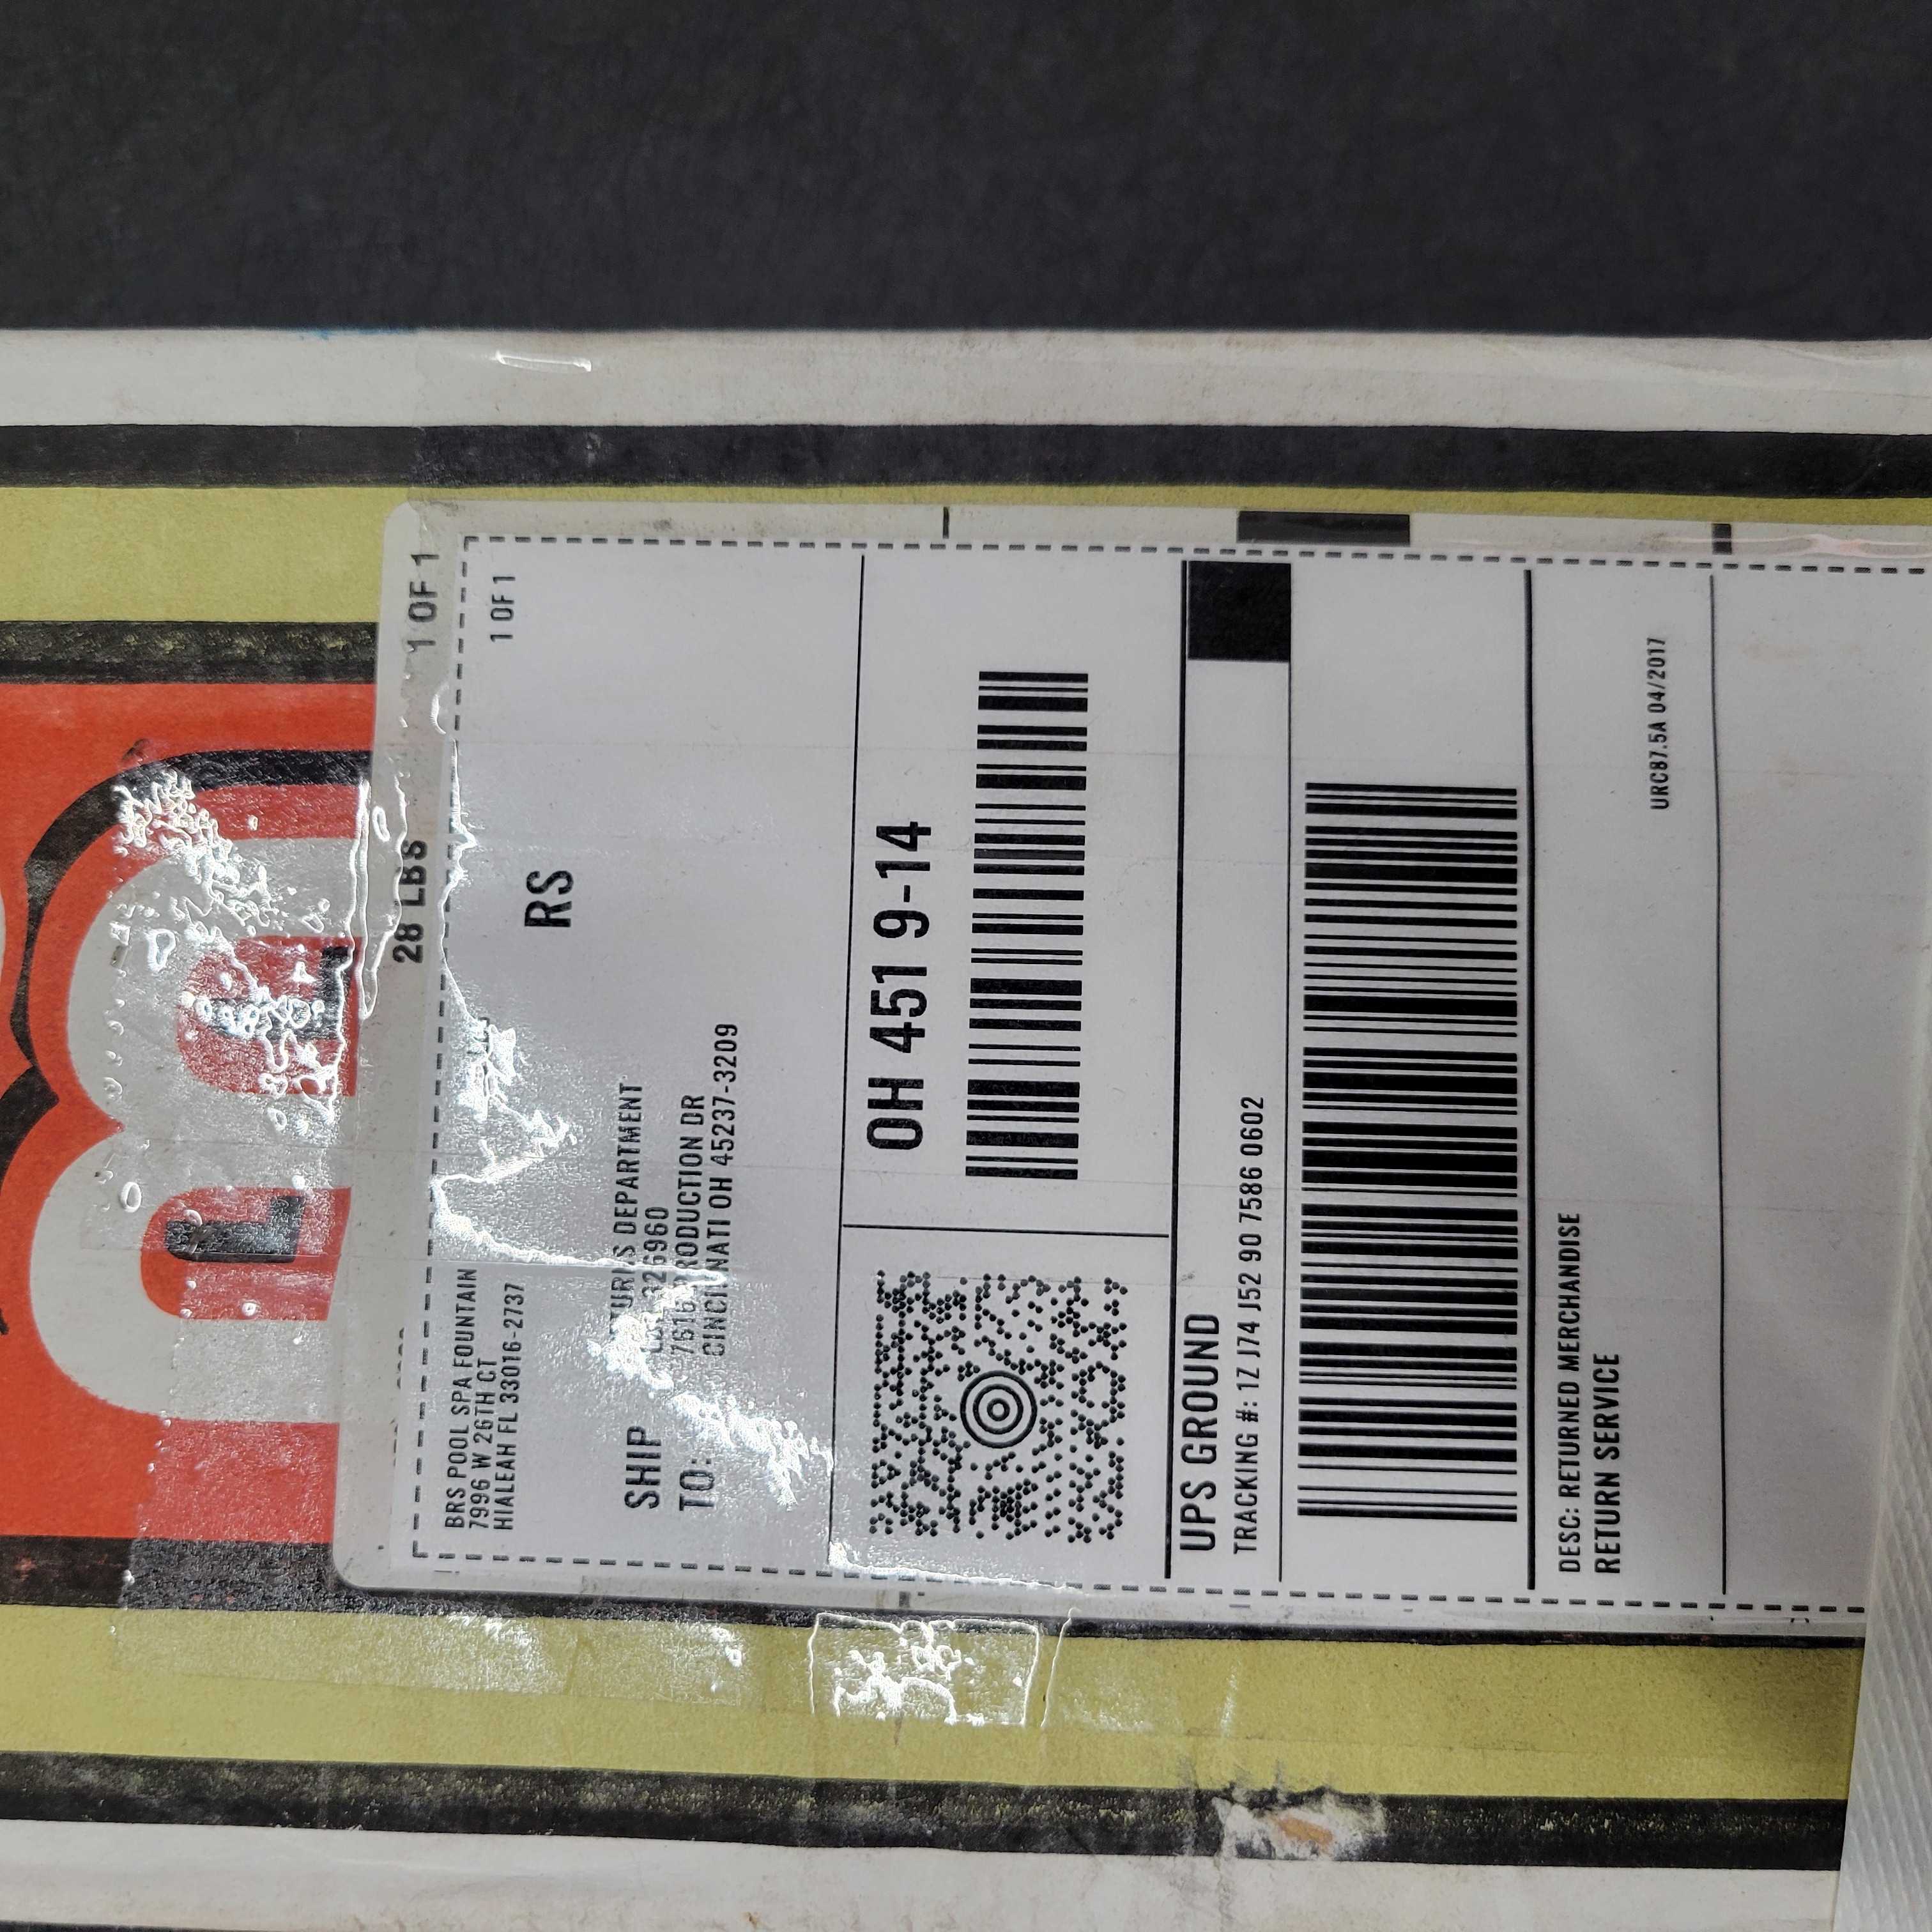 28 LBS 1 OF 1
1 OF 1
BRS POOL SPA FOUNTAIN
7996 W 26TH CT
HIALEAH FL 33016-2737
RS
SHIP
TO:
DEPARTMENT
PRODUCTION DR
CINCINNATI OH 45237-3209
OH 451 9-14
UPS GROUND
TRACKING #: 1Z J74 J52 90 7586 0602
DESC: RETURNED MERCHANDISE
RETURN SERVICE
URC87.5A 04/2017